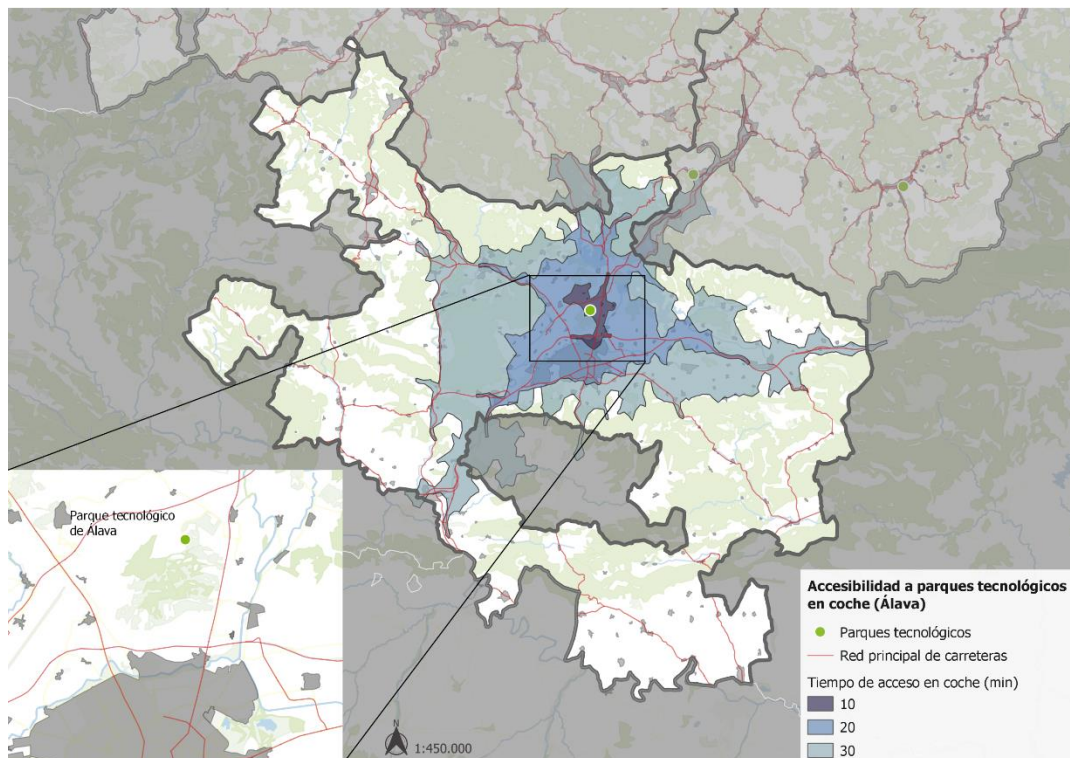 Parque tecnológico
de Álava
N
1:450.000
Accesibilidad a parques tecnológicos
en coche (Álava)
Parques tecnológicos
Red principal de carreteras
Tiempo de acceso en coche (min)
10
20
30